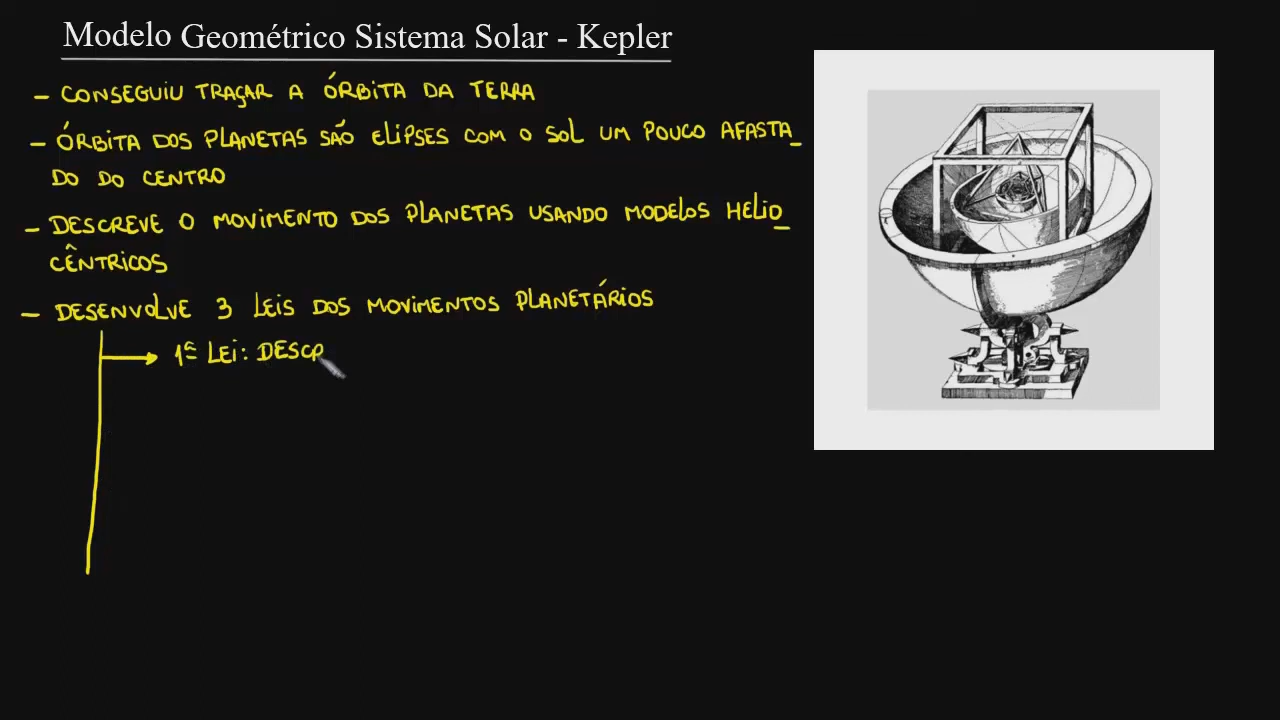 Modelo Geométrico Sistema Solar - Kepler
- CONSEGUIU TRAÇAR A ÓRBITA DA TERRA
- ÓRBITA DOS PLANETAS SÃO ELIPSES COM O SOL UM POUCO AFASTA_
DO DO CENTRO
- DESCREVE O MOVIMENTO DOS PLANETAS USANDO MODELOS HELIO_
CÊNTRICOS
- DESENVOLVE 3 LEIS DOS MOVIMENTOS PLANETÁRIOS
1ª LEI: DESCR